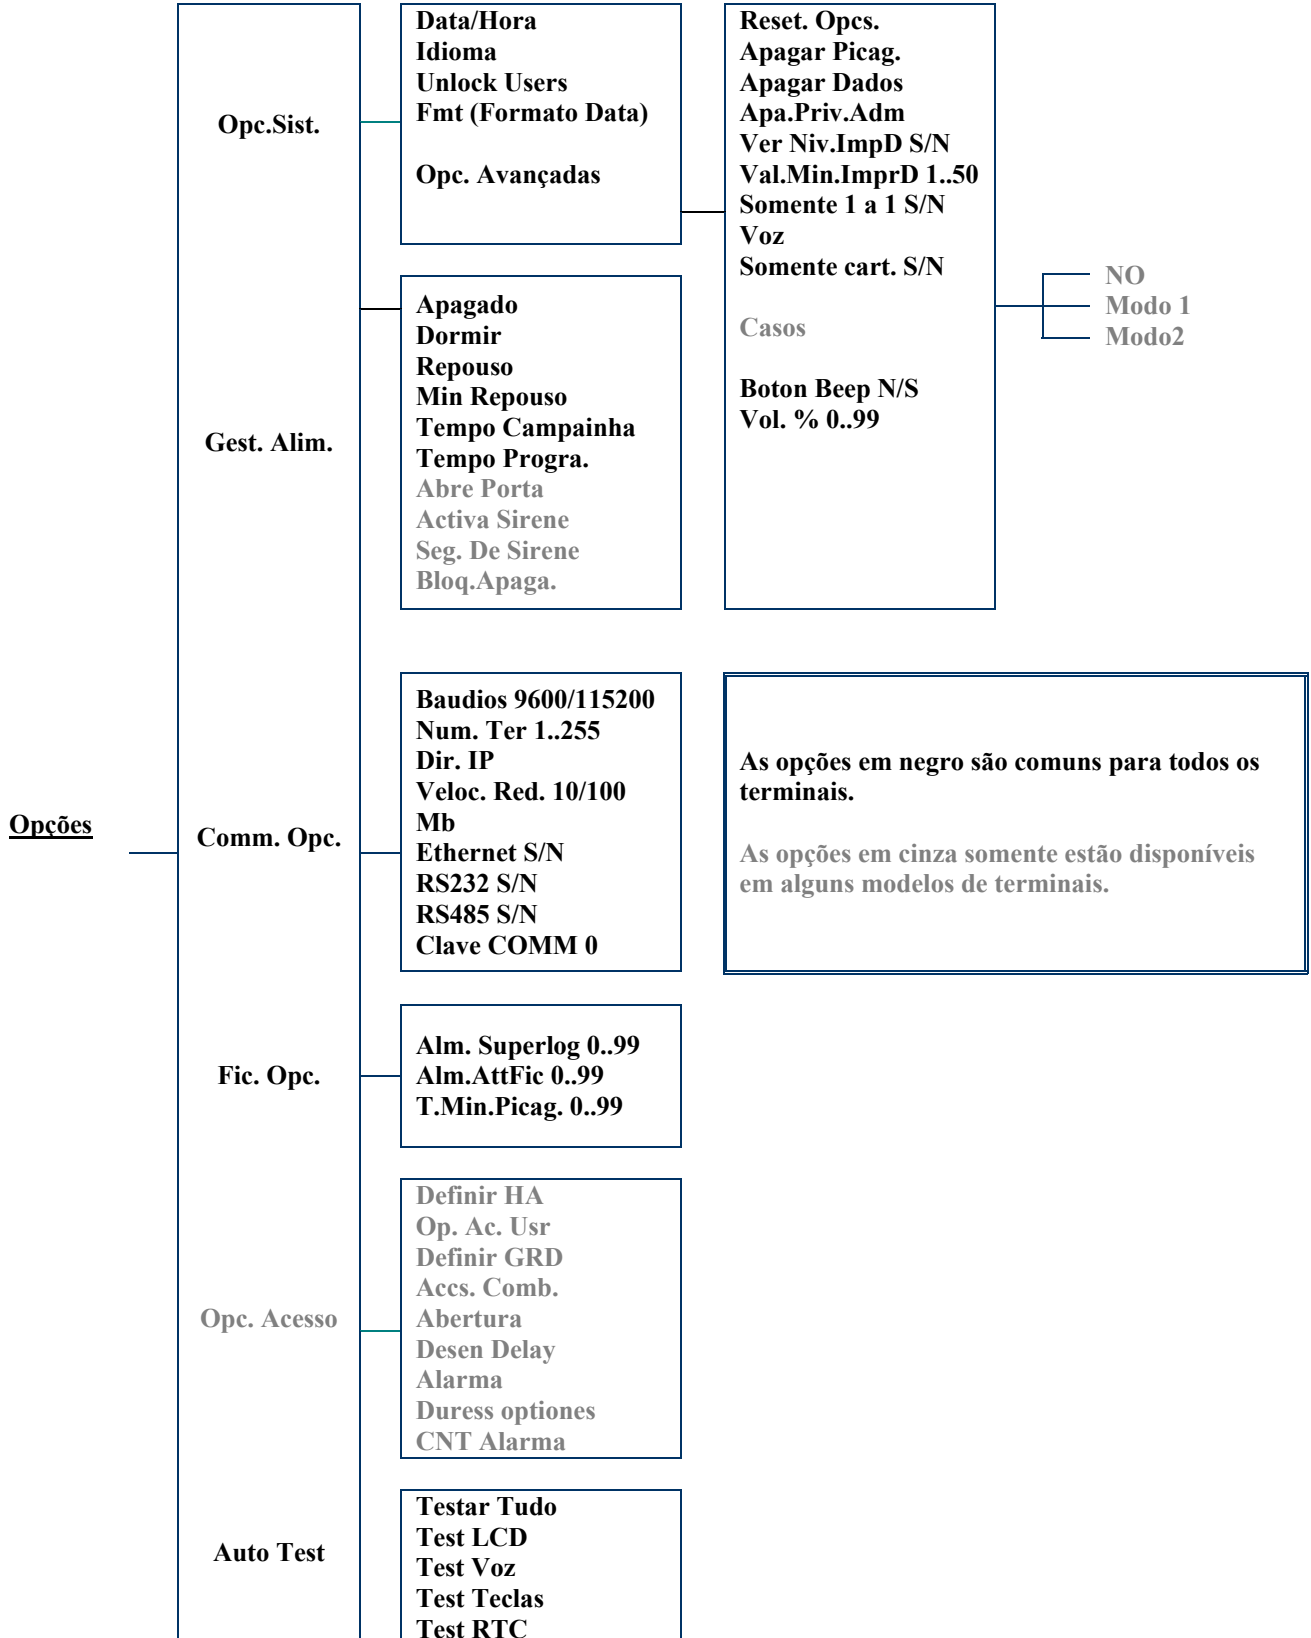 Opções
Opc.Sist.
Data/Hora
Idioma
Unlock Users
Fmt (Formato Data)
Opc. Avançadas
Reset. Opcs.
Apagar Picag.
Apagar Dados
Apa.Priv.Adm
Ver Niv.ImpD S/N
Val.Min.ImprD 1..50
Somente 1 a 1 S/N
Voz
Somente cart. S/N
Casos
Boton Beep N/S
Vol. % 0..99
NO
Modo 1
Modo2
Gest. Alim.
Apagado
Dormir
Repouso
Min Repouso
Tempo Campainha
Tempo Progra.
Abre Porta
Activa Sirene
Seg. De Sirene
Bloq.Apaga.
Comm. Opc.
Baudios 9600/115200
Num. Ter 1..255
Dir. IP
Veloc. Red. 10/100
Mb
Ethernet S/N
RS232 S/N
RS485 S/N
Clave COMM 0
As opções em negro são comuns para todos os
terminais.
As opções em cinza somente estão disponíveis
em alguns modelos de terminais.
Fic. Opc.
Alm. Superlog 0..99
Alm.AttFic 0..99
T.Min.Picag. 0..99
Opc. Acesso
Definir HA
Op. Ac. Usr
Definir GRD
Accs. Comb.
Abertura
Desen Delay
Alarma
Duress optiones
CNT Alarma
Auto Test
Testar Tudo
Test LCD
Test Voz
Test Teclas
Test RTC